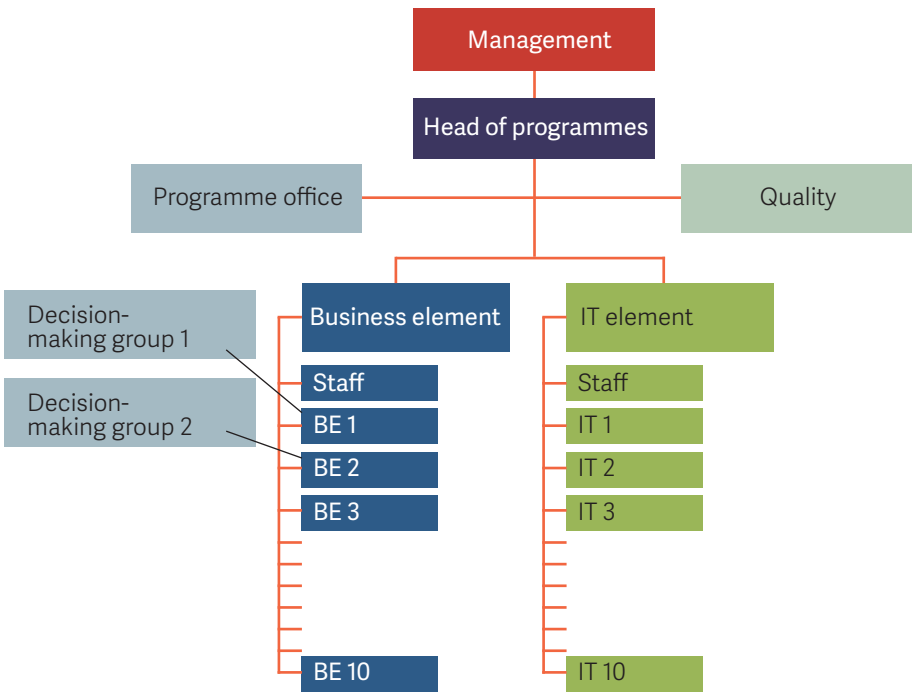 Management
Head of programmes
Programme office
Quality
Decision-
making group 1
Decision-
making group 2
Business element
Staff
BE 1
BE 2
BE 3
BE 10
IT element
Staff
IT 1
IT 2
IT 3
IT 10